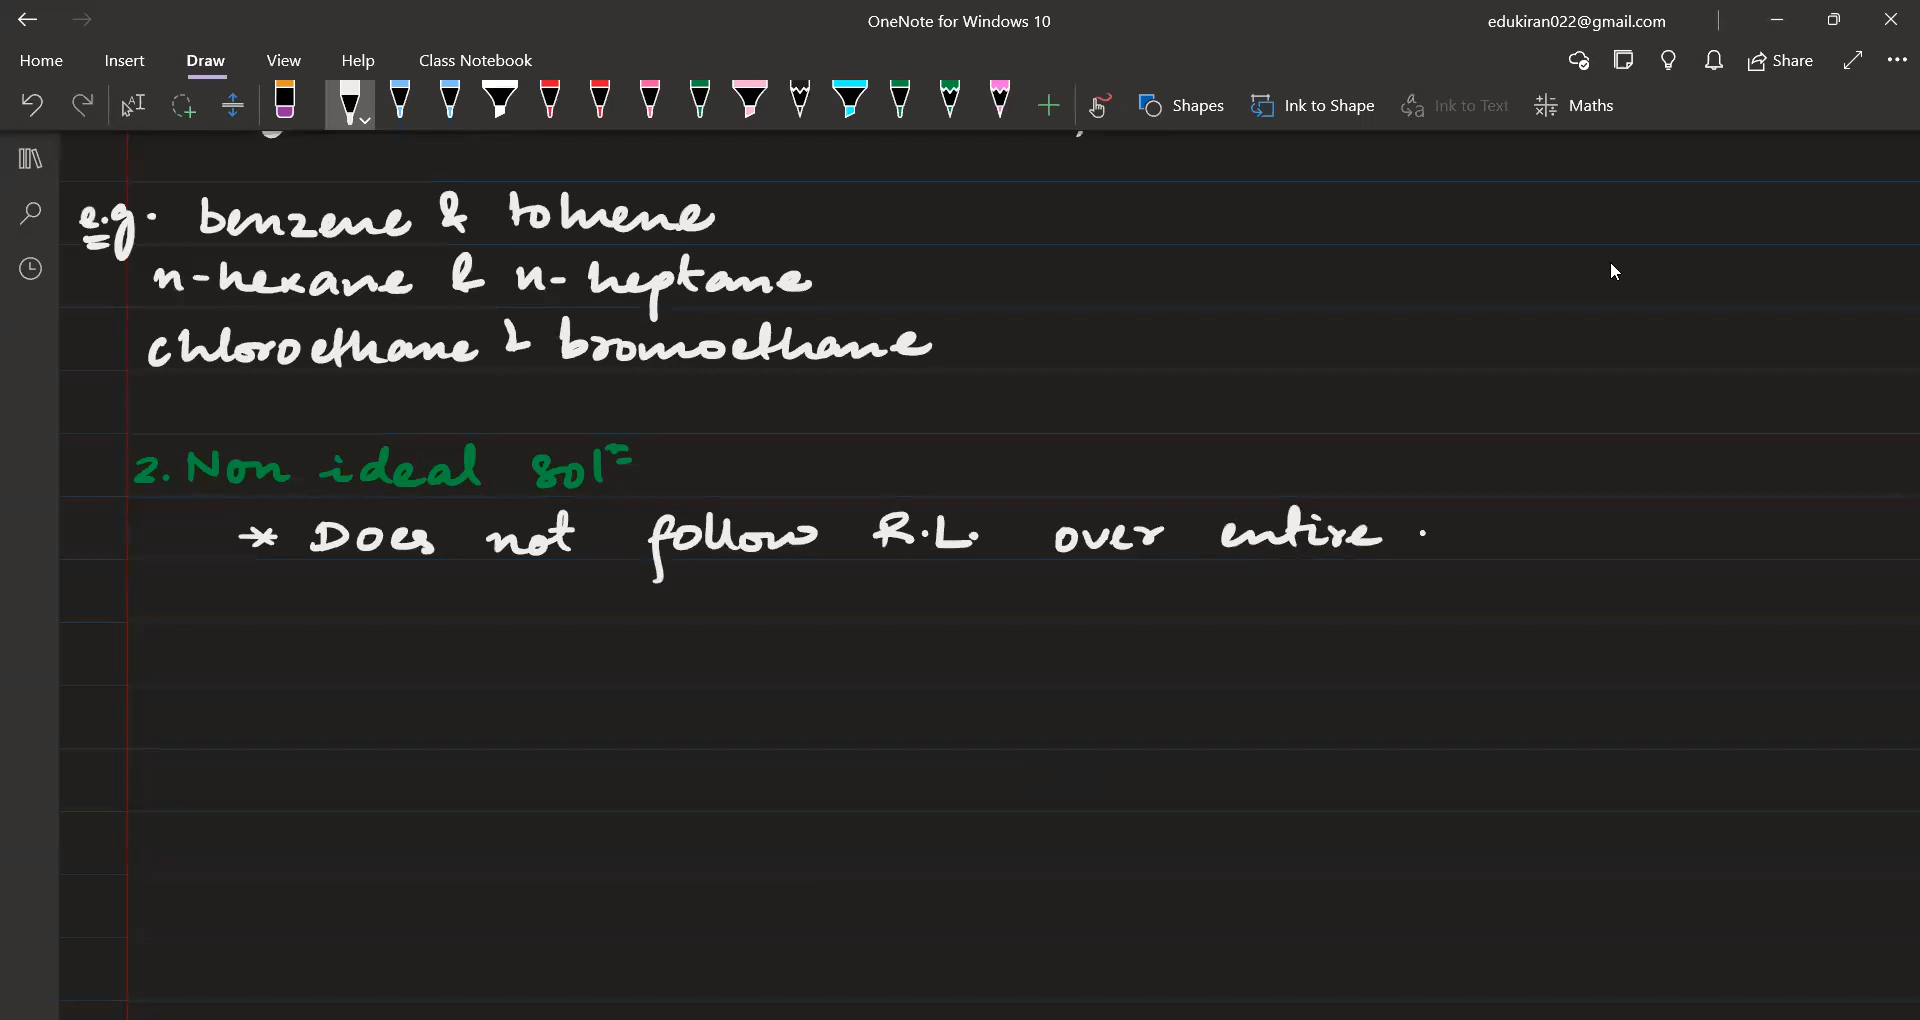 OneNote for Windows 10
edukiran022@gmail.com
Home Insert Draw View Help Class Notebook
Share
Shapes Ink to Shape Ink to Text Maths
e.g. benzene & toluene
n-hexane & n-heptane
chloroethane & bromoethane
2. Non ideal solⁿ
* Does not follow R.L. over entire .